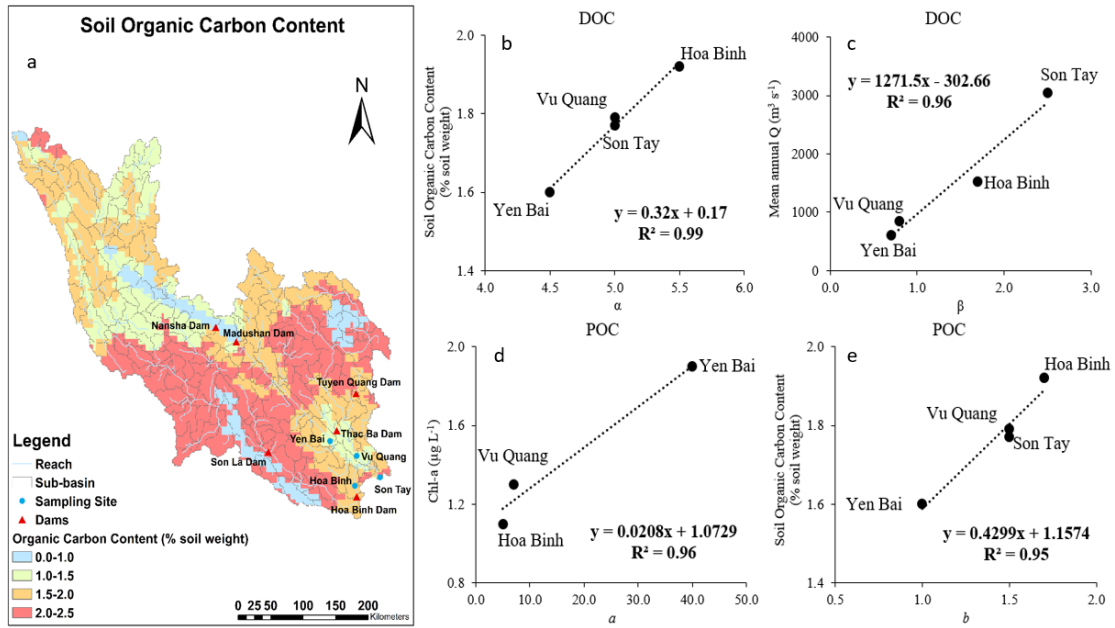 Soil Organic Carbon Content
a
N
Nansha Dam
Madushan Dam
Tuyen Quang Dam
Thac Ba Dam
Yen Bai
Vu Quang
Son La Dam
Hoa Binh
Son Tay
Hoa Binh Dam
Legend
Reach
Sub-basin
Sampling Site
Dams
Organic Carbon Content (% soil weight)
0.0-1.0
1.0-1.5
1.5-2.0
2.0-2.5
0 25 50 100 150 200
Kilometers
DOC
b
Soil Organic Carbon Content
(% soil weight)
2.0
1.8
1.6
1.4
Hoa Binh
Vu Quang
Son Tay
Yen Bai
y = 0.32x + 0.17
R² = 0.99
4.0 4.5 5.0 5.5 6.0
α
DOC
c
Mean annual Q (m³ s⁻¹)
4000
3000
2000
1000
0
y = 1271.5x - 302.66
R² = 0.96
Son Tay
Hoa Binh
Vu Quang
Yen Bai
0.0 1.0 2.0 3.0
β
POC
d
Chl-a (µg L⁻¹)
2.0
1.6
1.2
0.8
Yen Bai
Vu Quang
Hoa Binh
y = 0.0208x + 1.0729
R² = 0.96
0.0 10.0 20.0 30.0 40.0 50.0
a
POC
e
Soil Organic Carbon Content
(% soil weight)
2.0
1.8
1.6
1.4
Hoa Binh
Vu Quang
Son Tay
Yen Bai
y = 0.4299x + 1.1574
R² = 0.95
0.5 1.0 1.5 2.0
b